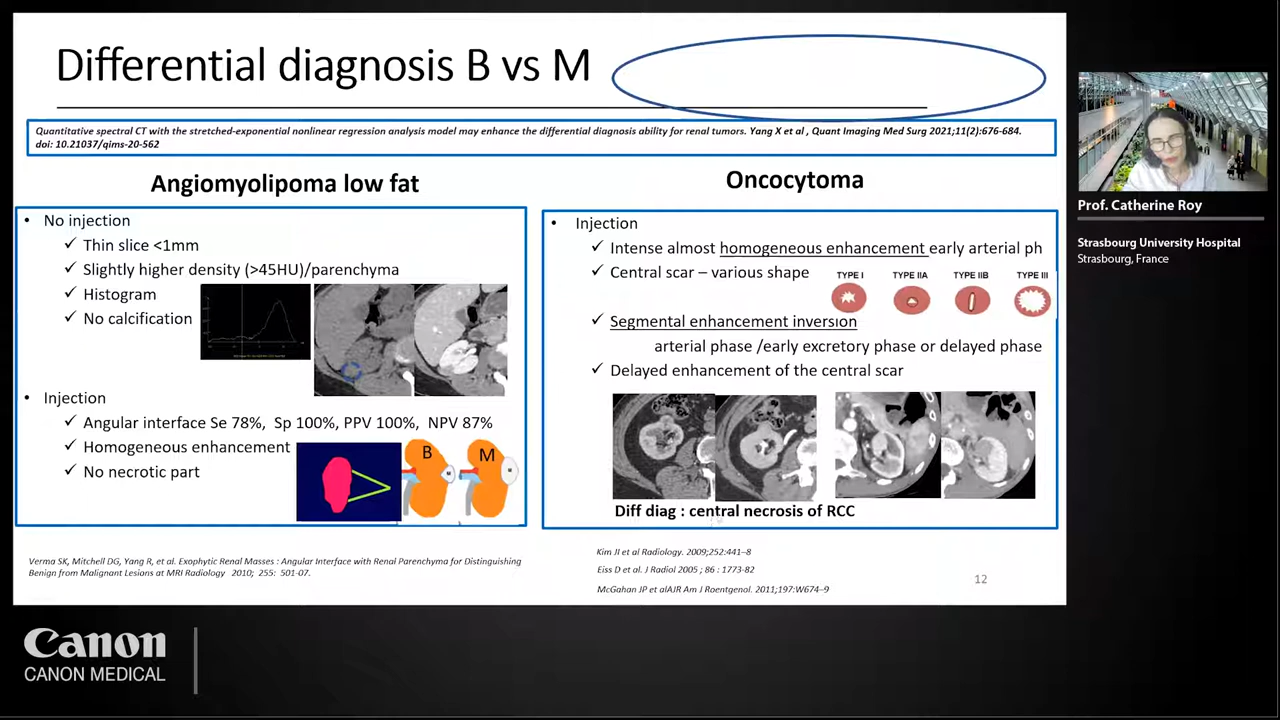 Differential diagnosis B vs M
Quantitative spectral CT with the stretched-exponential nonlinear regression analysis model may enhance the differential diagnosis ability for renal tumors. Yang X et al , Quant Imaging Med Surg 2021;11(2):676-684.
doi: 10.21037/qims-20-562
Angiomyolipoma low fat
• No injection
✓ Thin slice <1mm
✓ Slightly higher density (>45HU)/parenchyma
✓ Histogram
✓ No calcification
• Injection
✓ Angular interface Se 78%, Sp 100%, PPV 100%, NPV 87%
✓ Homogeneous enhancement
✓ No necrotic part
B
M
M
M
Verma SK, Mitchell DG, Yang R, et al. Exophytic Renal Masses : Angular Interface with Renal Parenchyma for Distinguishing
Benign from Malignant Lesions at MRI Radiology 2010; 255: 501-07.
Oncocytoma
• Injection
✓ Intense almost homogeneous enhancement early arterial ph
✓ Central scar – various shape
TYPE I TYPE IIA TYPE IIB TYPE III
✓ Segmental enhancement inversion
arterial phase /early excretory phase or delayed phase
✓ Delayed enhancement of the central scar
Diff diag : central necrosis of RCC
Kim JI et al Radiology. 2009;252:441–8
Eiss D et al. J Radiol 2005 ; 86 : 1773-82
McGahan JP et alAJR Am J Roentgenol. 2011;197:W674–9
12
Prof. Catherine Roy
Strasbourg University Hospital
Strasbourg, France
Canon
CANON MEDICAL